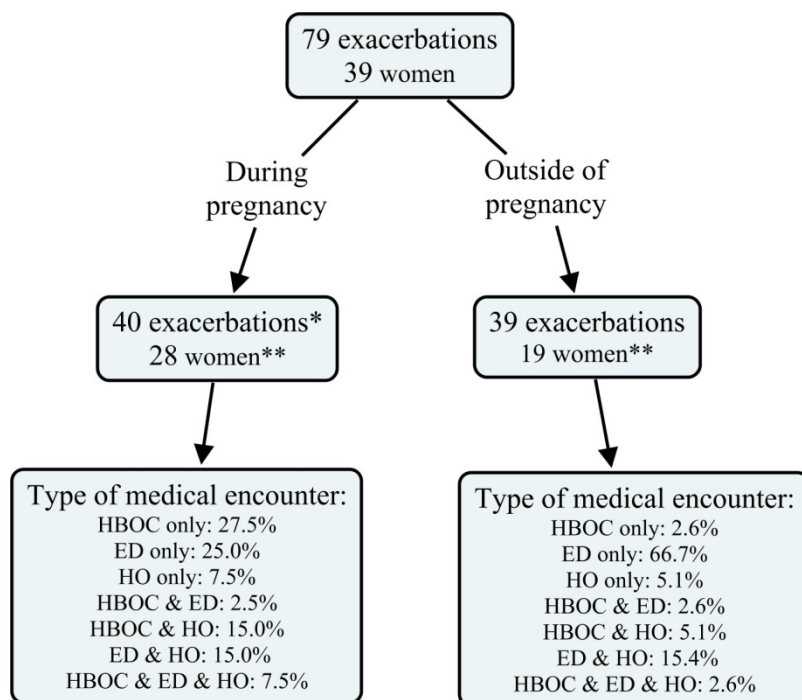 79 exacerbations
39 women
During
pregnancy
Outside of
pregnancy
40 exacerbations*
28 women**
39 exacerbations
19 women**
Type of medical encounter:
HBOC only: 27.5%
ED only: 25.0%
HO only: 7.5%
HBOC & ED: 2.5%
HBOC & HO: 15.0%
ED & HO: 15.0%
HBOC & ED & HO: 7.5%
Type of medical encounter:
HBOC only: 2.6%
ED only: 66.7%
HO only: 5.1%
HBOC & ED: 2.6%
HBOC & HO: 5.1%
ED & HO: 15.4%
HBOC & ED & HO: 2.6%